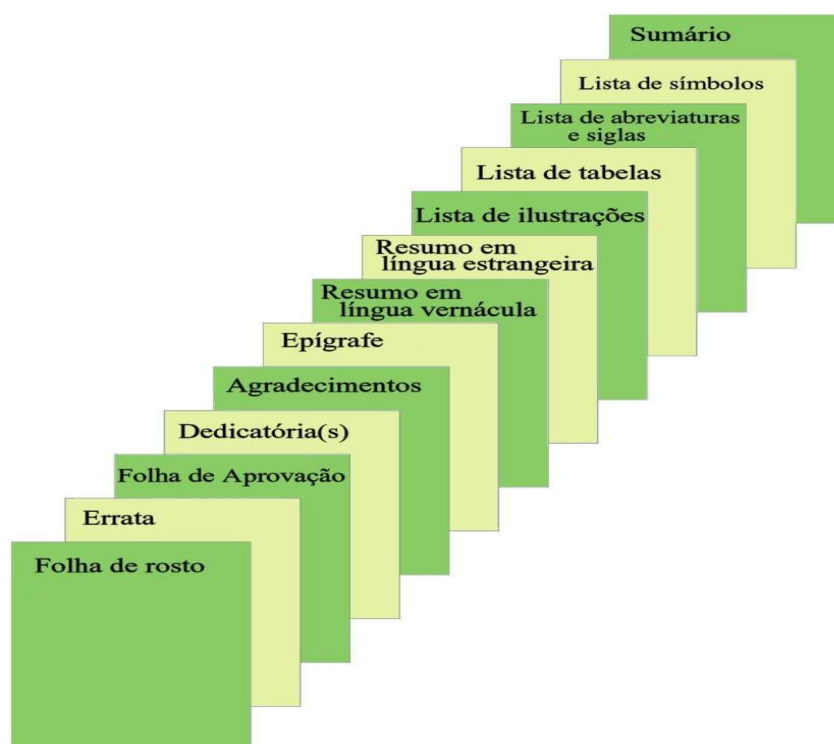 Sumário
Lista de símbolos
Lista de abreviaturas
e siglas
Lista de tabelas
Lista de ilustrações
Resumo em
língua estrangeira
Resumo em
língua vernácula
Epígrafe
Agradecimentos
Dedicatória(s)
Folha de Aprovação
Errata
Folha de rosto